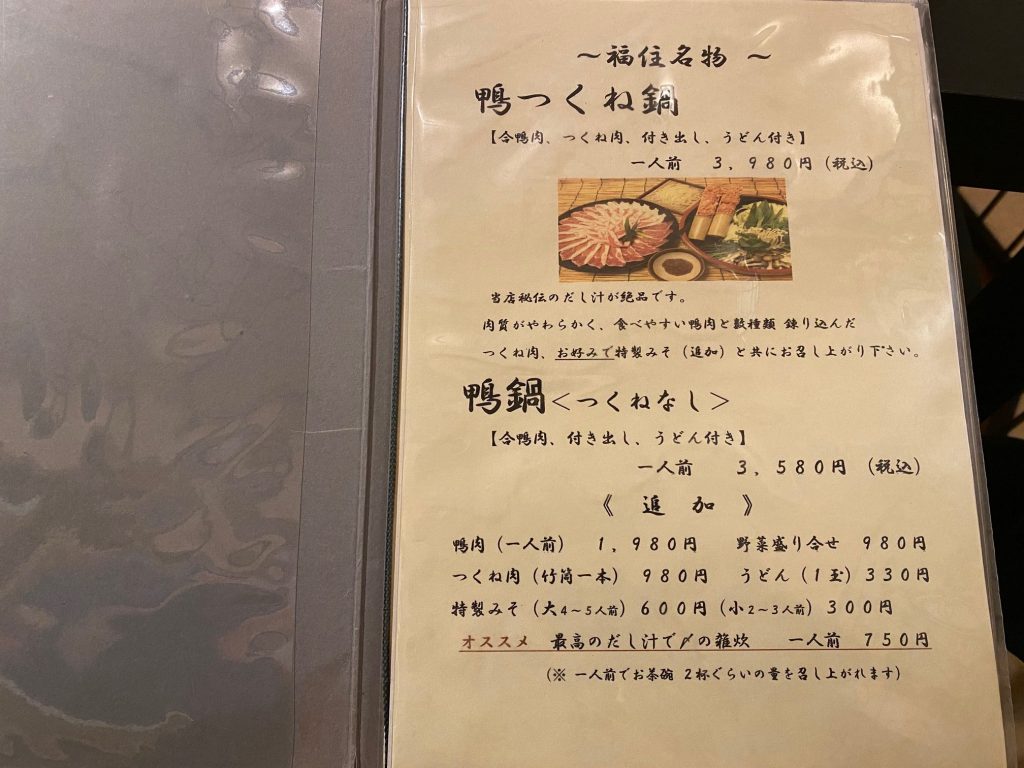 ～福住名物 ～
鴨つくね鍋
【合鴨肉、つくね肉、付き出し、うどん付き】
一人前 ３，９８０円（税込）
当店秘伝のだし汁が絶品です。
肉質がやわらかく、食べやすい鴨肉と数種類 錬り込んだ
つくね肉、お好みで特製みそ（追加）と共にお召し上がり下さい。
鴨鍋＜つくねなし＞
【合鴨肉、付き出し、うどん付き】
一人前 ３，５８０円 （税込）
《 追 加 》
鴨肉（一人前） １，９８０円 野菜盛り合せ ９８０円
つくね肉（竹筒一本） ９８０円 うどん（１玉）３３０円
特製みそ（大４～５人前）６００円（小２～３人前）３００円
オススメ 最高のだし汁で〆の雑炊 一人前 ７５０円
（※ 一人前でお茶碗 ２杯ぐらいの量を召し上がれます）